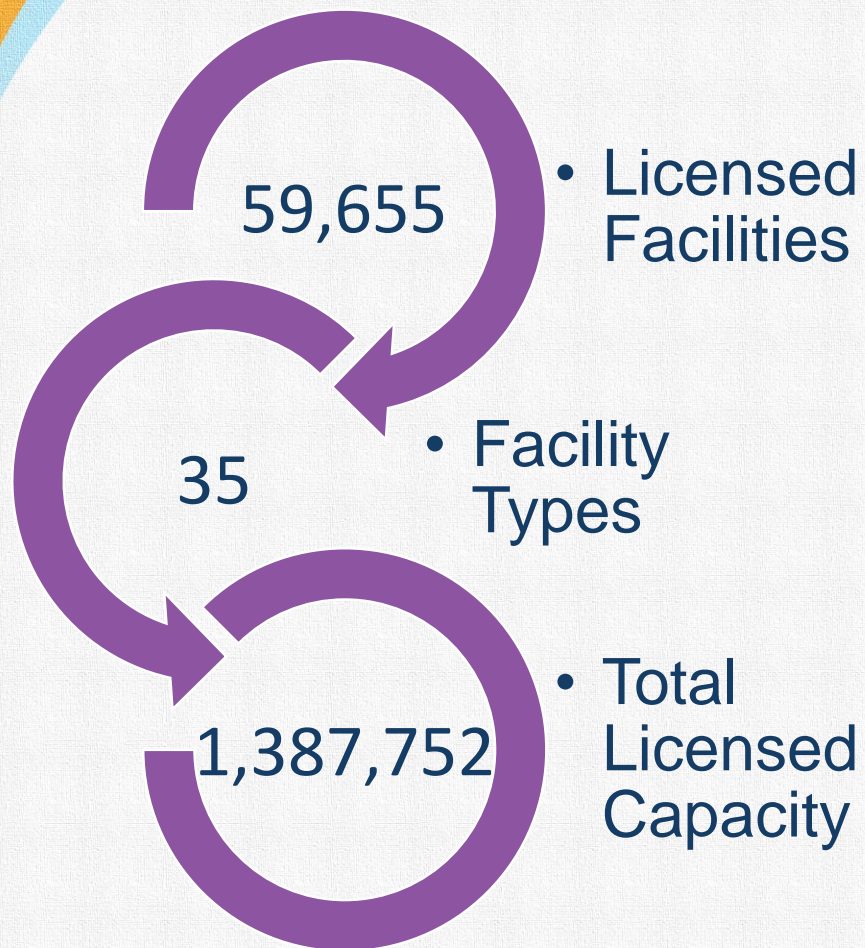 59,655
• Licensed
Facilities
35
• Facility
Types
1,387,752
• Total
Licensed
Capacity